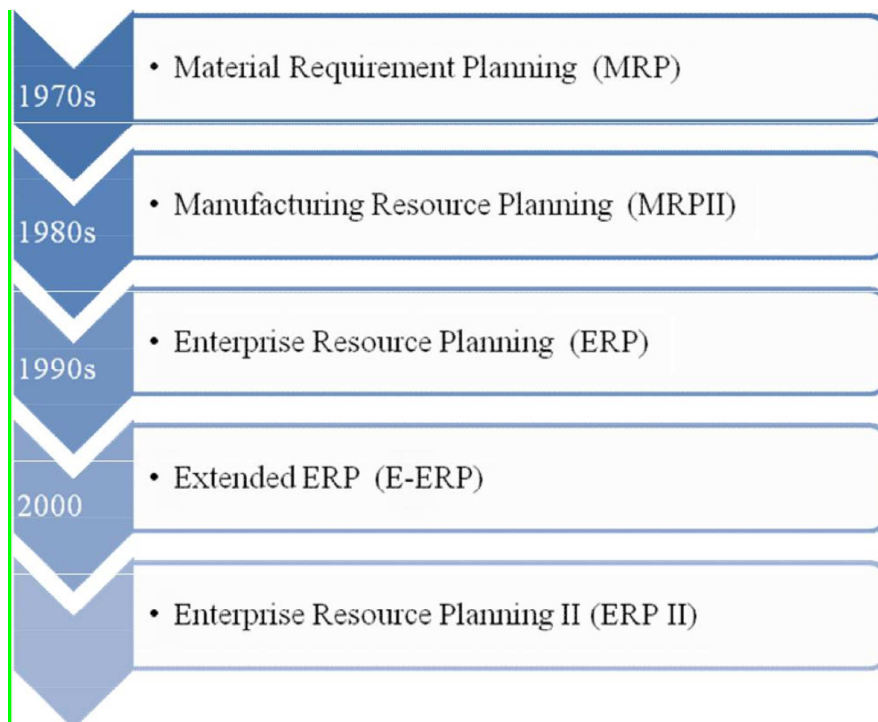 1970s
• Material Requirement Planning (MRP)
1980s
• Manufacturing Resource Planning (MRPII)
1990s
• Enterprise Resource Planning (ERP)
2000
• Extended ERP (E-ERP)
• Enterprise Resource Planning II (ERP II)